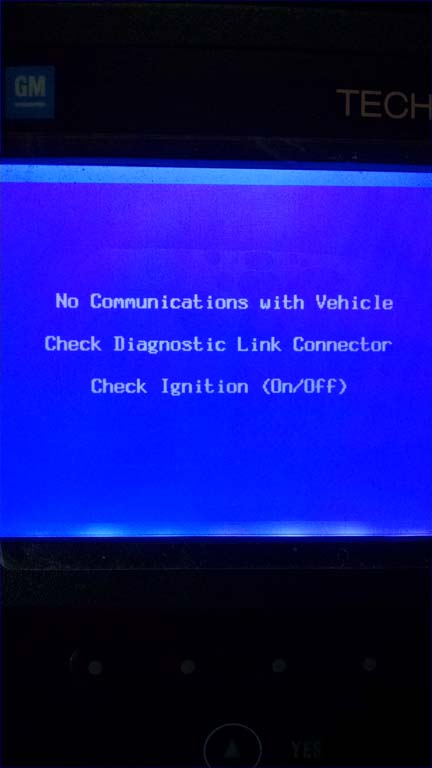 GM
TECH
No Communications with Vehicle
Check Diagnostic Link Connector
Check Ignition (On/Off)
YES